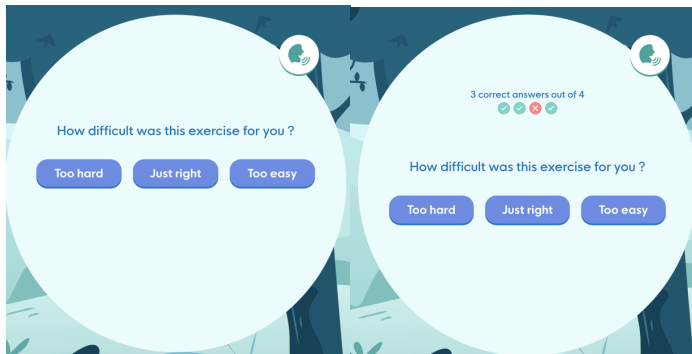 How difficult was this exercise for you ?
Too hard
Just right
Too easy
3 correct answers out of 4
How difficult was this exercise for you ?
Too hard
Just right
Too easy